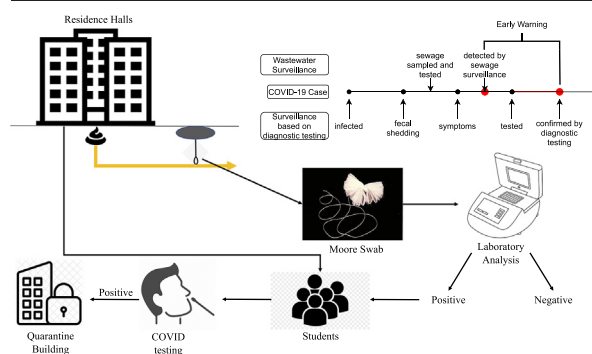 Residence Halls
Early Warning
Wastewater
Surveillance
sewage
sampled and
tested
detected by
sewage
surveillance
COVID-19 Case
Surveillance
based on
diagnostic testing
infected
fecal
shedding
symptoms
tested
confirmed by
diagnostic
testing
Moore Swab
Laboratory
Analysis
Positive
Negative
Students
COVID
testing
Positive
Quarantine
Building